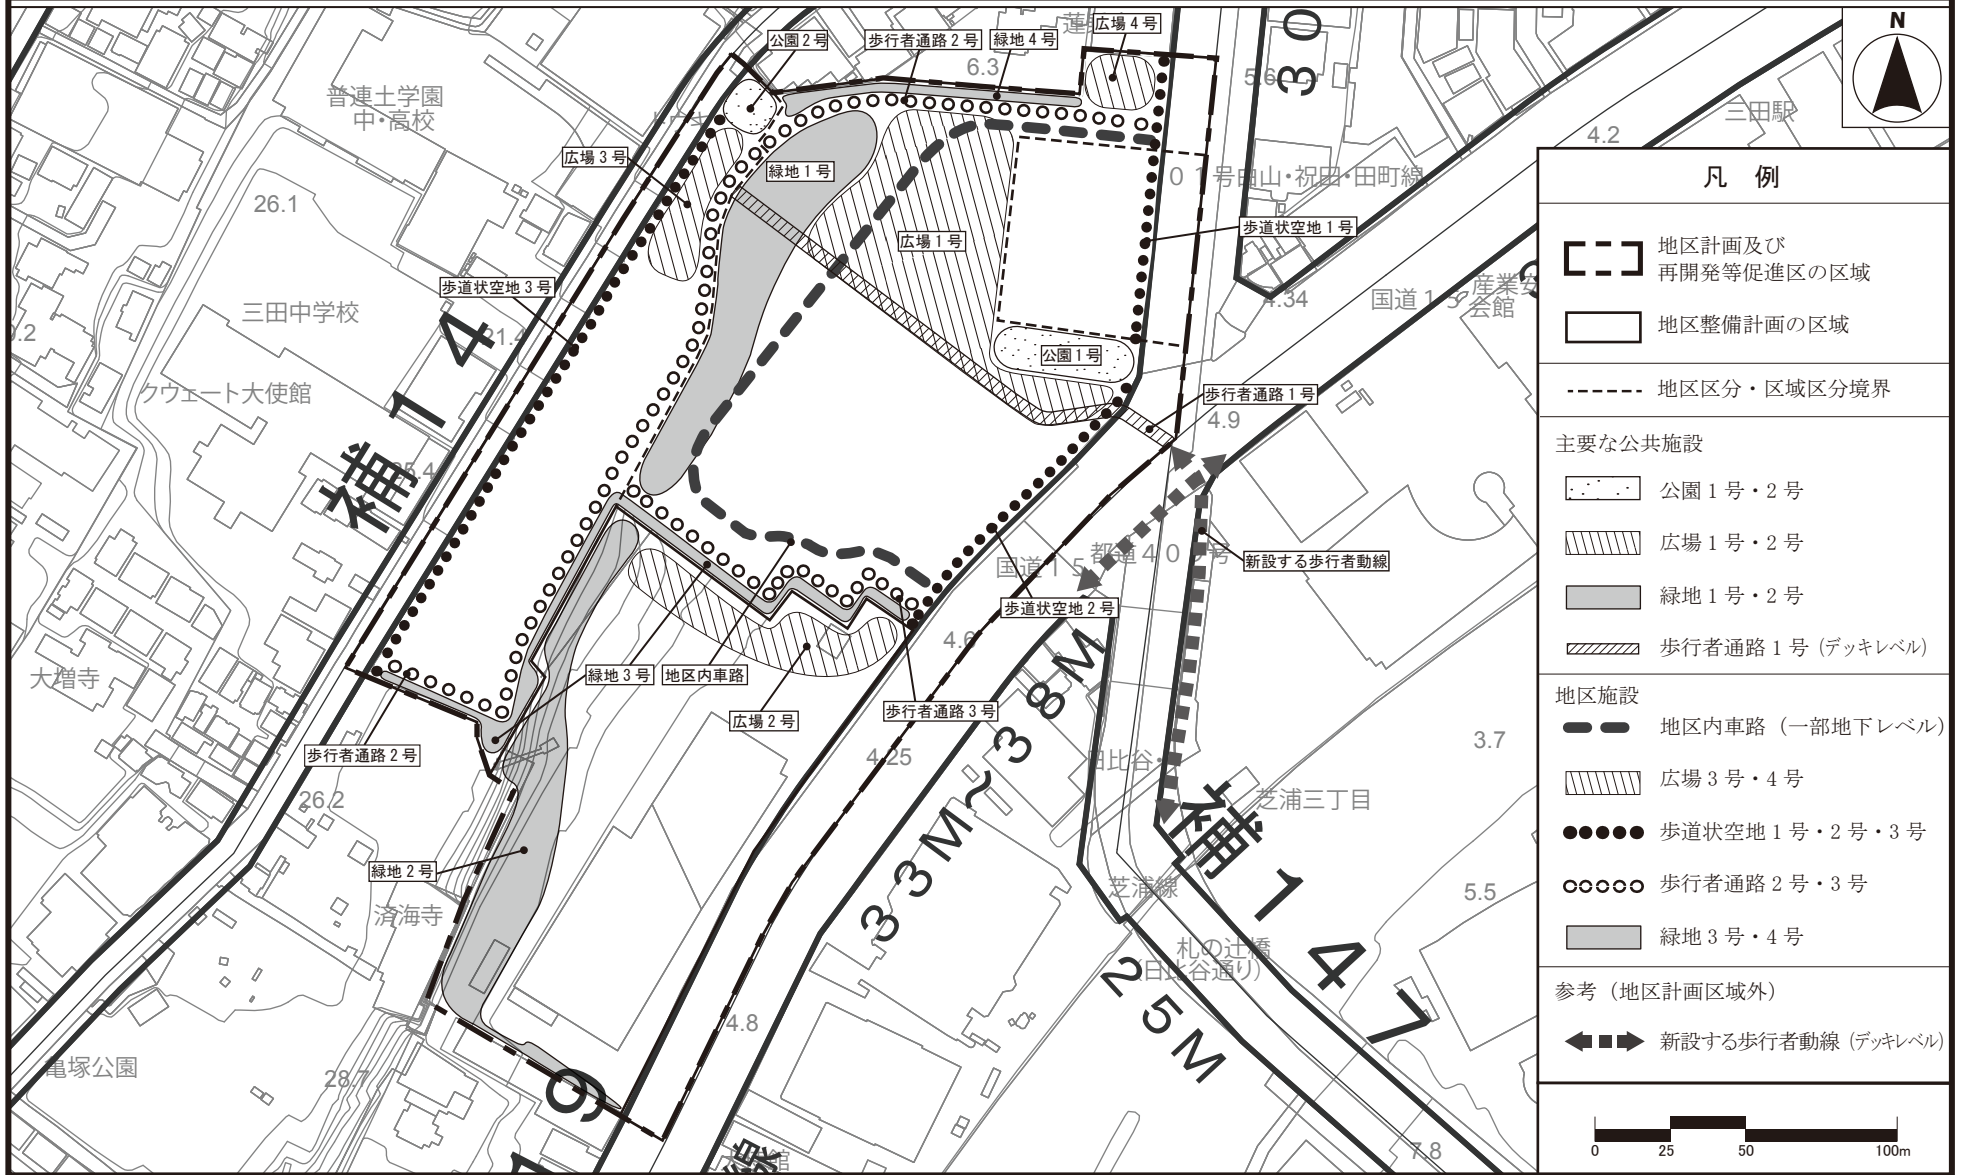 公園2号
歩行者通路2号
緑地4号
広場4号
6.3
5.6
30
N
三田駅
4.2
普連土学園
中・高校
広場3号
緑地1号
26.1
01号白山・祝田・田町線
広場1号
歩道状空地1号
歩道状空地3号
三田中学校
21.4
4.34
国道15
産業安
会館
公園1号
クウェート大使館
補14
歩行者通路1号
4.9
25.4
国道15
都道409号
新設する歩行者動線
歩道状空地2号
4.6
大増寺
緑地3号
地区内車路
広場2号
歩行者通路3号
歩行者通路2号
4.25
33M~38M
日比谷
3.7
芝浦三丁目
26.2
補147
緑地2号
済海寺
芝浦線
5.5
札の辻橋
(日比谷通り)
25M
4.8
亀塚公園
28.7
19
線
館
7.8
凡 例
地区計画及び
再開発等促進区の区域
地区整備計画の区域
地区区分・区域区分境界
主要な公共施設
公園1号・2号
広場1号・2号
緑地1号・2号
歩行者通路1号(デッキレベル)
地区施設
地区内車路(一部地下レベル)
広場3号・4号
歩道状空地1号・2号・3号
歩行者通路2号・3号
緑地3号・4号
参考(地区計画区域外)
新設する歩行者動線(デッキレベル)
0 25 50 100m